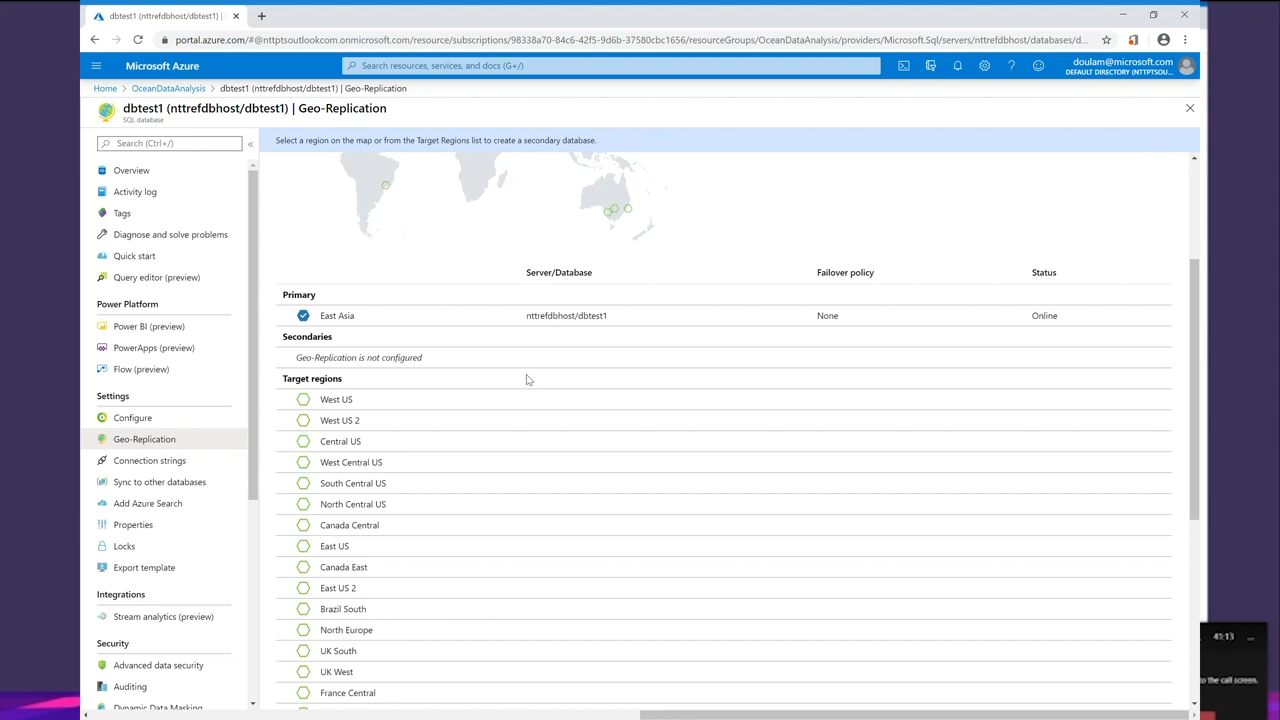 dbtest1 (nttrefdbhost/dbtest1) |
portal.azure.com/#@nttptsoutlookcom.onmicrosoft.com/resource/subscriptions/98338a70-84c6-42f5-9d6b-37580cbc1656/resourceGroups/OceanDataAnalysis/providers/Microsoft.Sql/servers/nttrefdbhost/databases/d...
Microsoft Azure
Search resources, services, and docs (G+/)
doulam@microsoft.com
DEFAULT DIRECTORY (NTTPTSOU...
Home > OceanDataAnalysis > dbtest1 (nttrefdbhost/dbtest1) | Geo-Replication
dbtest1 (nttrefdbhost/dbtest1) | Geo-Replication
SQL database
Search (Ctrl+/)
Overview
Activity log
Tags
Diagnose and solve problems
Quick start
Query editor (preview)
Power Platform
Power BI (preview)
PowerApps (preview)
Flow (preview)
Settings
Configure
Geo-Replication
Connection strings
Sync to other databases
Add Azure Search
Properties
Locks
Export template
Integrations
Stream analytics (preview)
Security
Advanced data security
Auditing
Dynamic Data Masking
Select a region on the map or from the Target Regions list to create a secondary database.
Server/Database Failover policy Status
Primary
East Asia nttrefdbhost/dbtest1 None Online
Secondaries
Geo-Replication is not configured
Target regions
West US
West US 2
Central US
West Central US
South Central US
North Central US
Canada Central
East US
Canada East
East US 2
Brazil South
North Europe
UK South
UK West
France Central
41:13
to the call screen.